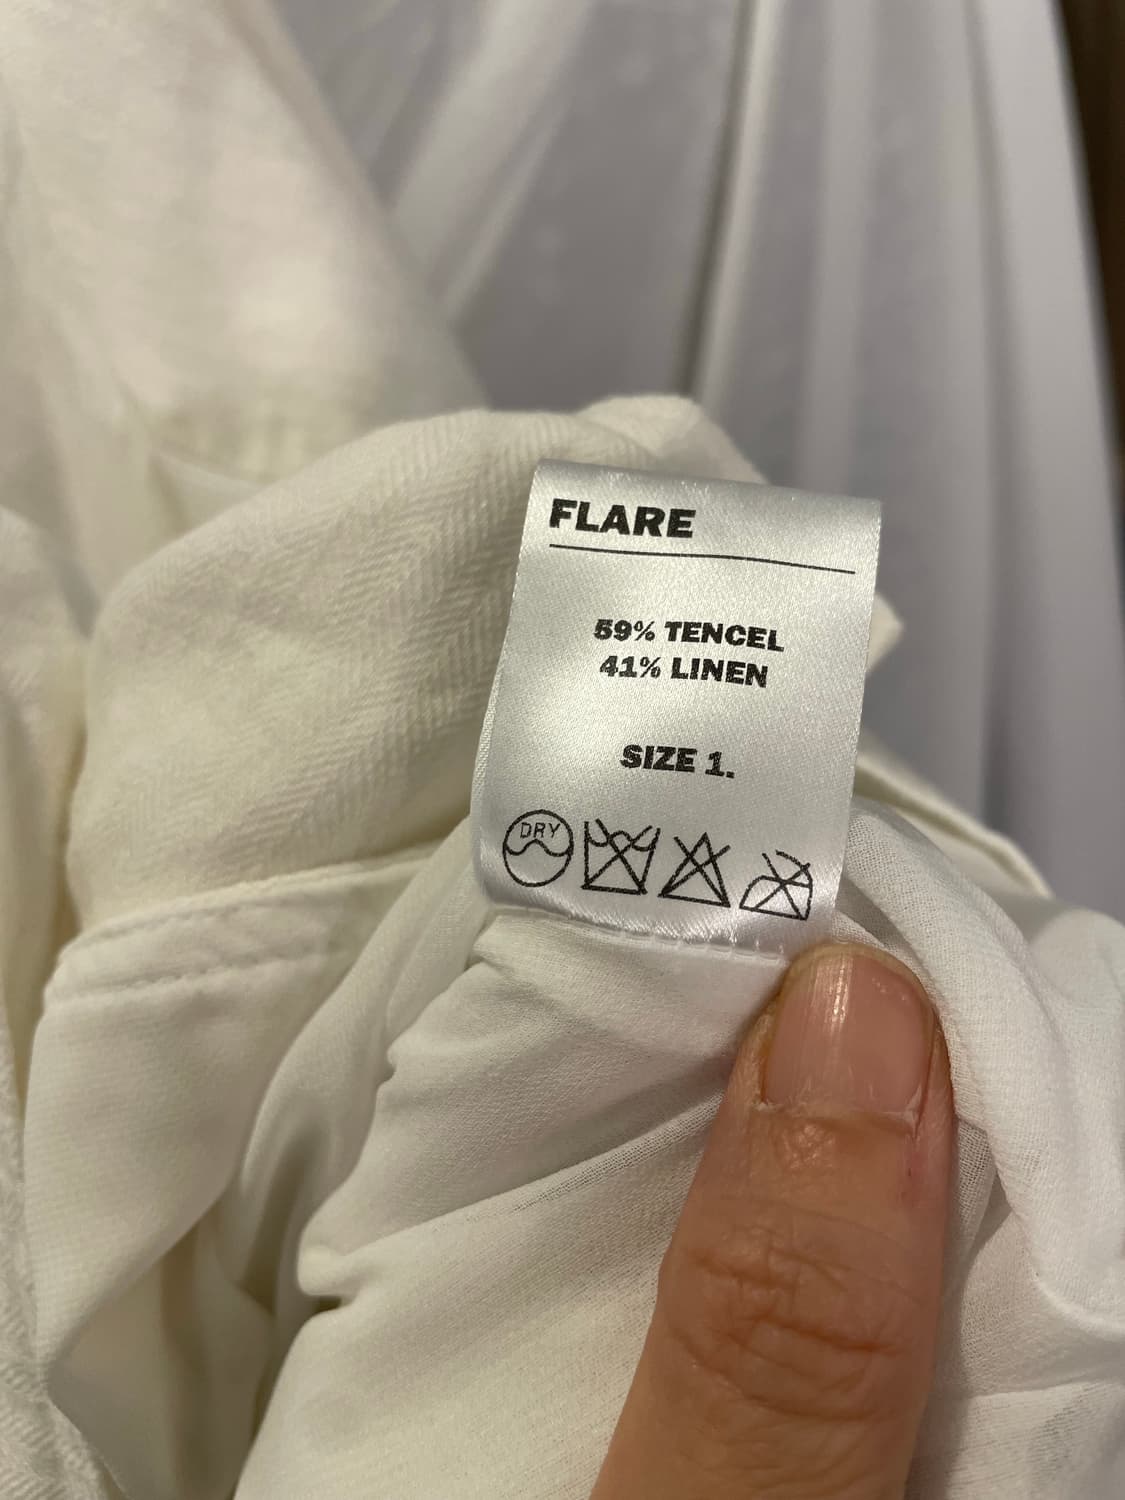 FLARE
59% TENCEL
41% LINEN
SIZE 1.
DRY